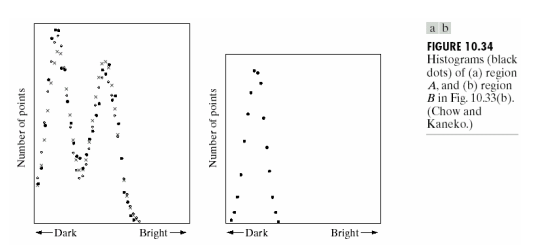 Number of points
Dark
Bright
Number of points
Dark
Bright
a b
FIGURE 10.34
Histograms (black
dots) of (a) region
A, and (b) region
B in Fig. 10.33(b).
(Chow and
Kaneko.)